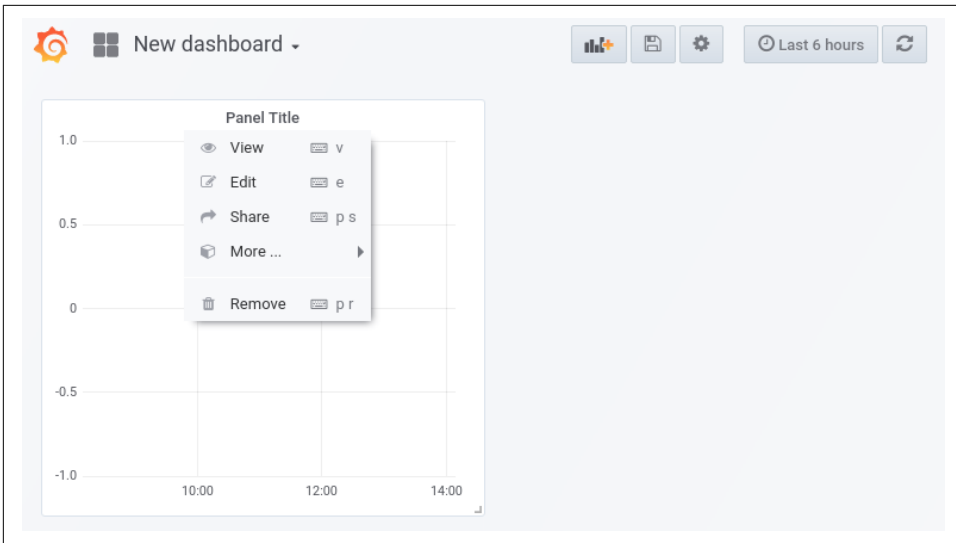 New dashboard
Last 6 hours
Panel Title
1.0
View v
Edit e
0.5
Share p s
More ...
0
Remove p r
-0.5
-1.0
10:00 12:00 14:00